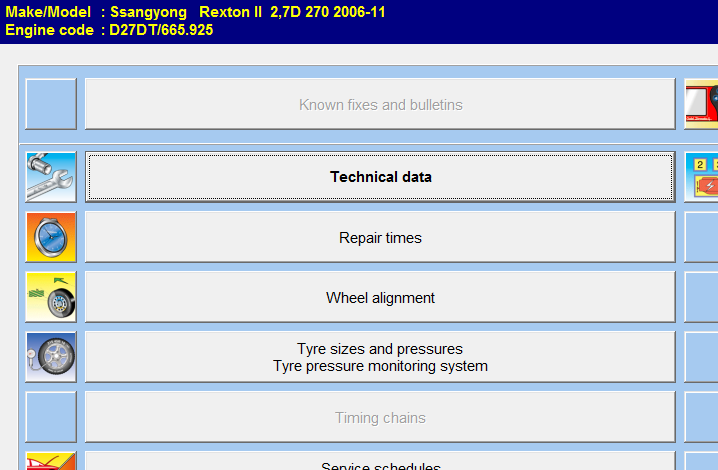 Make/Model : Ssangyong Rexton II 2,7D 270 2006-11
Engine code : D27DT/665.925
Known fixes and bulletins
Technical data
2
Repair times
Wheel alignment
Tyre sizes and pressures
Tyre pressure monitoring system
Timing chains
Service schedules